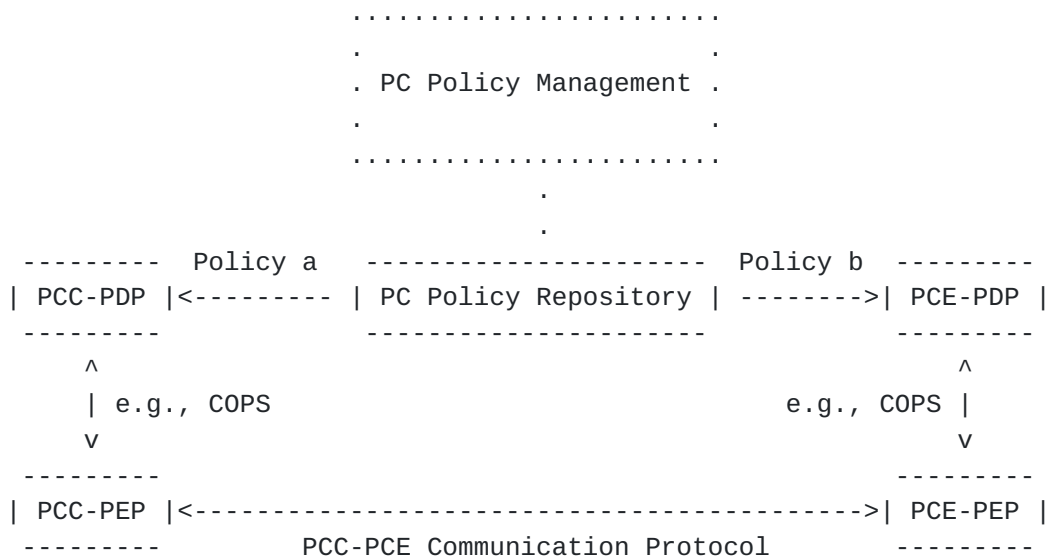 ........................
.                      .
. PC Policy Management .
.                      .
........................
.
.
---------  Policy a   ----------------------  Policy b  ---------
| PCC-PDP |<--------- | PC Policy Repository | -------->| PCE-PDP |
---------             ----------------------            ---------
^                                                        ^
| e.g., COPS                                 e.g., COPS |
v                                                        v
---------                                               ---------
| PCC-PEP |<------------------------------------------->| PCE-PEP |
---------         PCC-PCE Communication Protocol        ---------